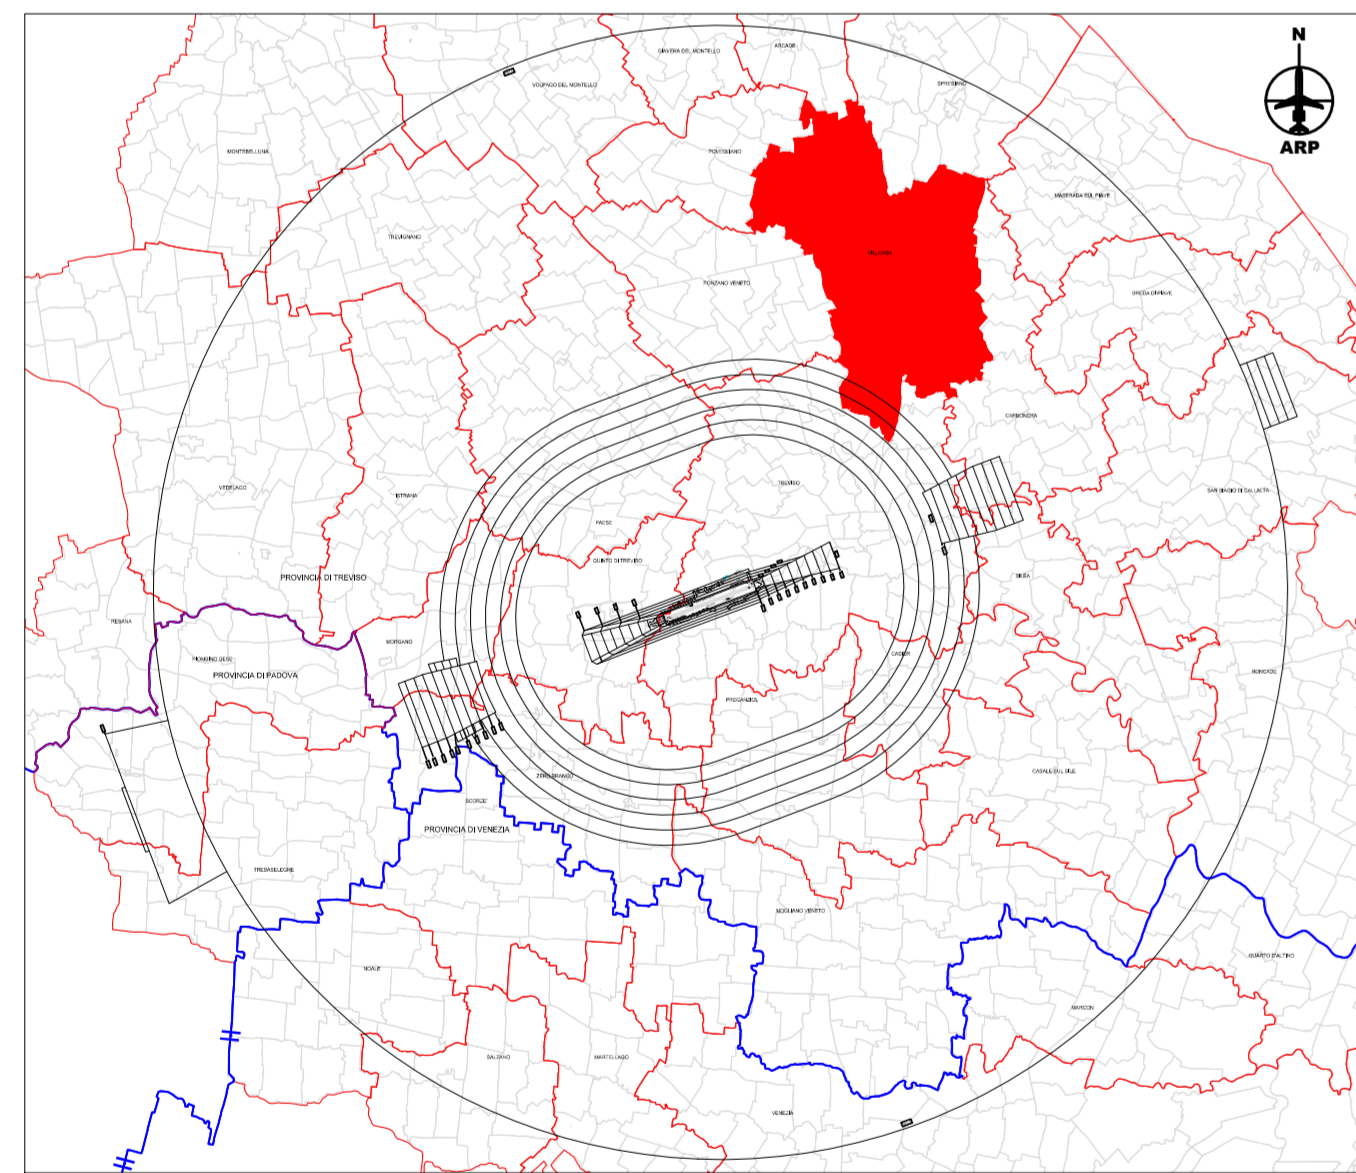 N
ARP
GIAVERA DEL MONTELLO
ARCADE
VOLPAGO DEL MONTELLO
SPRESIANO
MONTEBELLUNA
POVEGLIANO
MASERADA SUL PIAVE
TREVIGNANO
VILLORBA
PONZANO VENETO
BREDA DI PIAVE
CARBONERA
VEDELAGO
ISTRANA
TREVISO
SAN BIAGIO DI CALLALTA
PAESE
QUINTO DI TREVISO
PROVINCIA DI TREVISO
SILEA
RESANA
MORGANO
CASIER
PIOMBINO DESE
PROVINCIA DI PADOVA
RONCADE
PREGANZIOL
ZERO BRANCO
CASALE SUL SILE
SCORZE'
PROVINCIA DI VENEZIA
TREBASELEGHE
MOGLIANO VENETO
NOALE
QUARTO D'ALTINO
MARCON
SALZANO
MARTELLAGO
VENEZIA